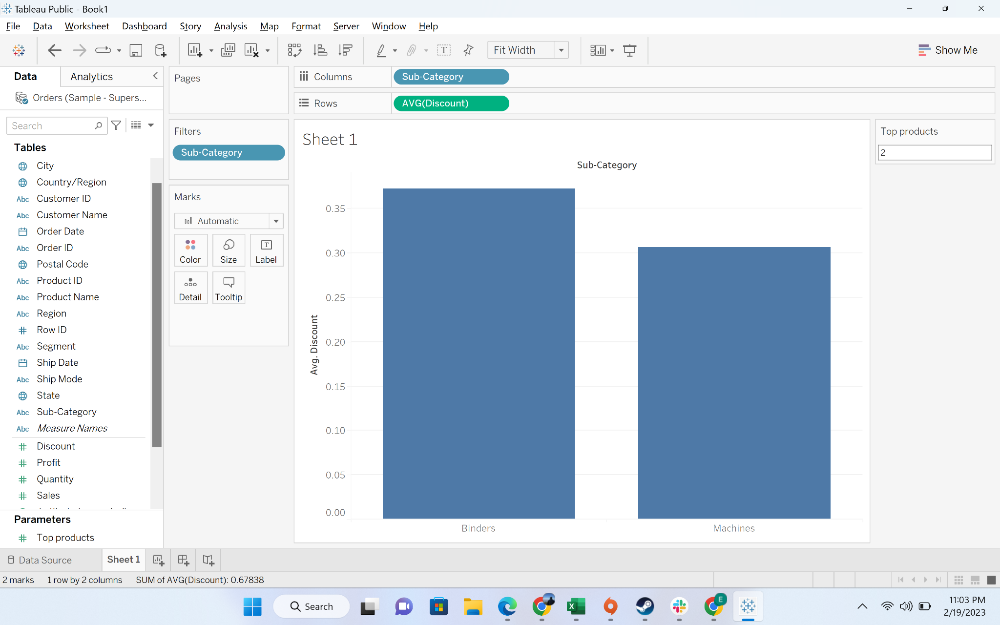 Tableau Public - Book1
File Data Worksheet Dashboard Story Analysis Map Format Server Window Help
Fit Width
Show Me
Data Analytics
Orders (Sample - Supers...
Search
Tables
City
Country/Region
Abc Customer ID
Abc Customer Name
Order Date
Abc Order ID
Postal Code
Abc Product ID
Abc Product Name
Abc Region
# Row ID
Abc Segment
Ship Date
Abc Ship Mode
State
Abc Sub-Category
Abc Measure Names
# Discount
# Profit
# Quantity
# Sales
Parameters
# Top products
Pages
Filters
Sub-Category
Marks
Automatic
Color Size Label
Detail Tooltip
Columns Sub-Category
Rows AVG(Discount)
Sheet 1
Sub-Category
Avg. Discount
0.35
0.30
0.25
0.20
0.15
0.10
0.05
0.00
Binders Machines
Top products
2
Data Source Sheet 1
2 marks 1 row by 2 columns SUM of AVG(Discount): 0.67838
Search
E
11:03 PM
2/19/2023